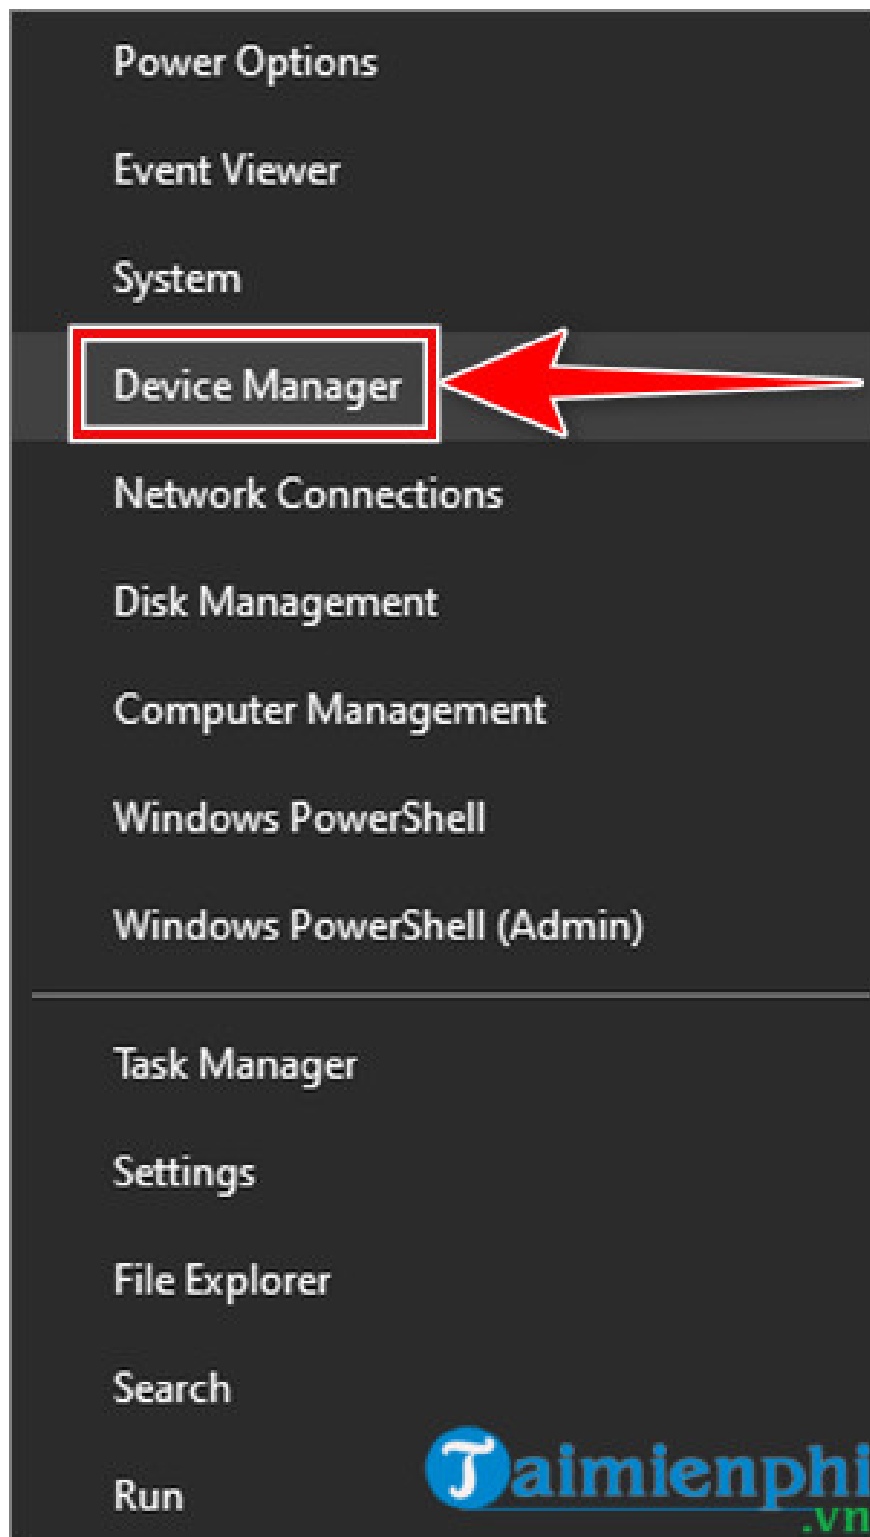 Power Options
Event Viewer
System
Device Manager
Network Connections
Disk Management
Computer Management
Windows PowerShell
Windows PowerShell (Admin)
Task Manager
Settings
File Explorer
Search
Run
Taimienphi
.vn